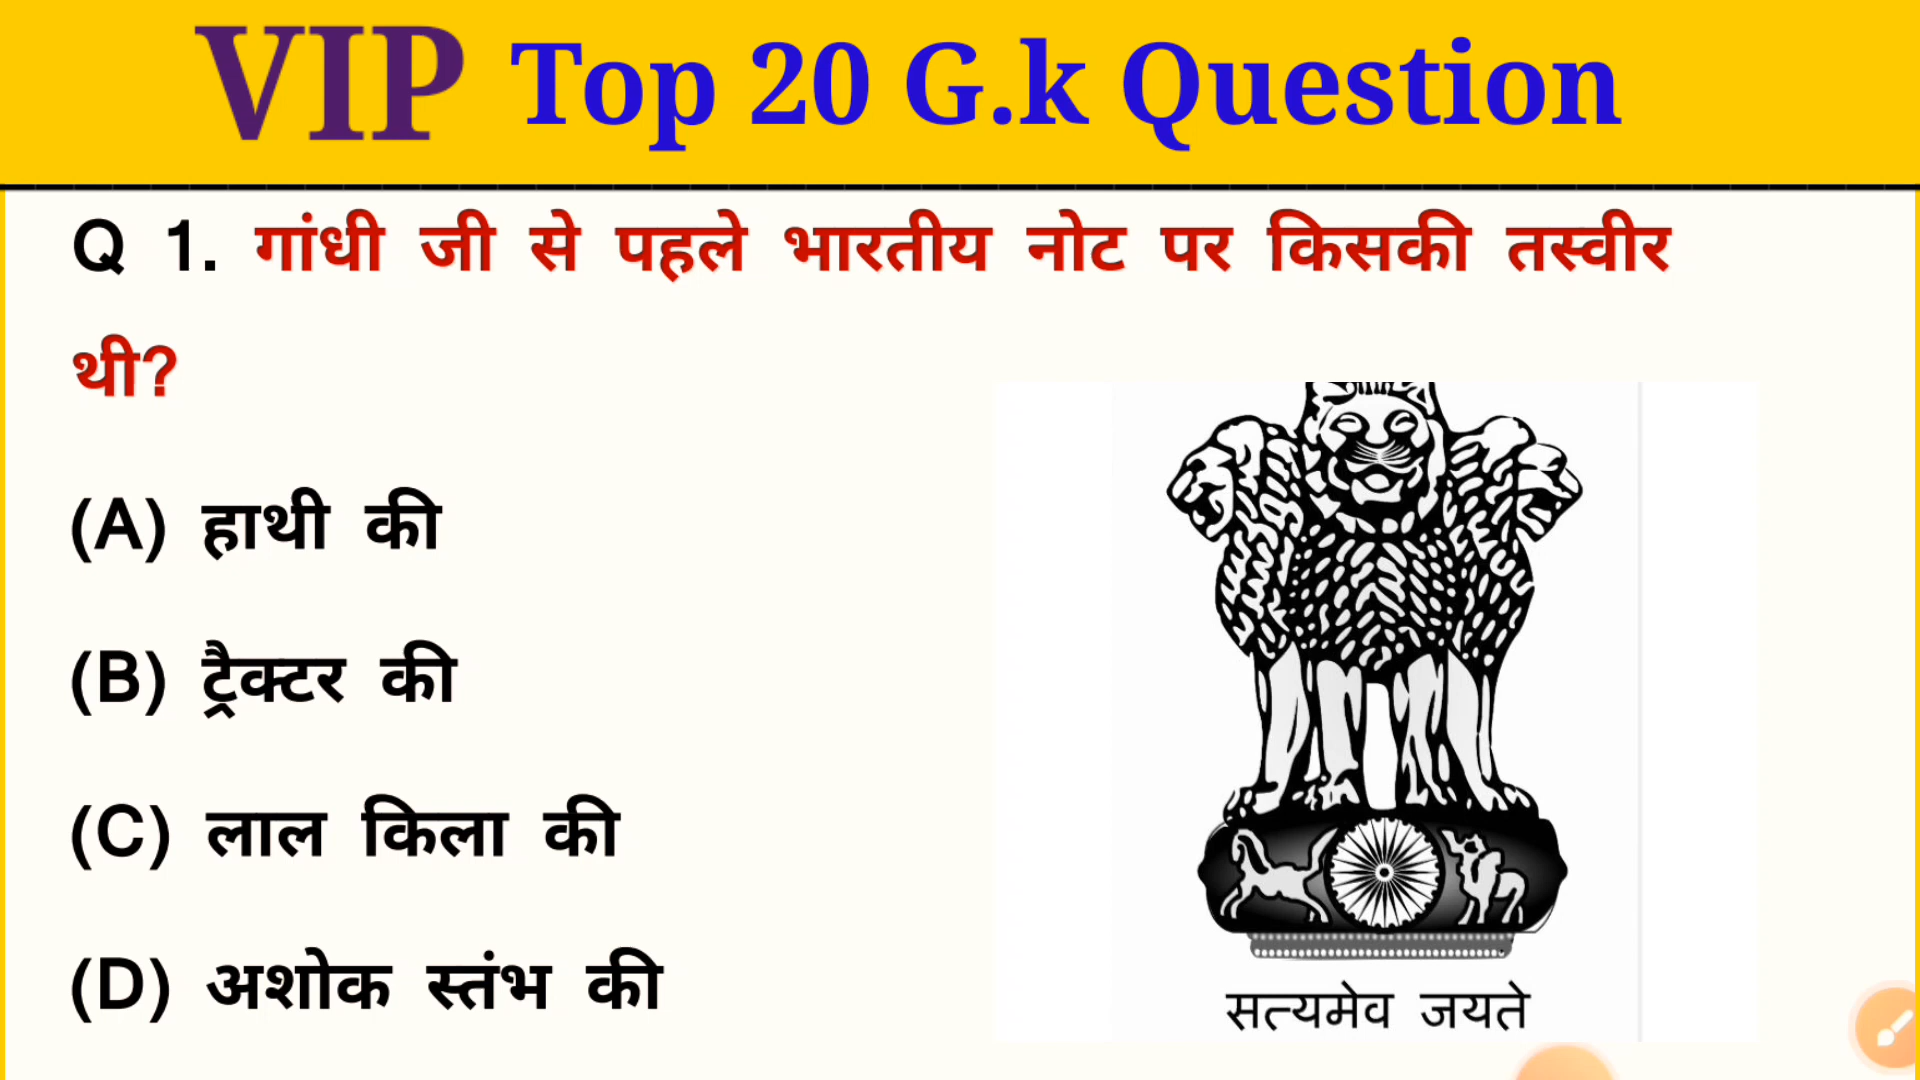 VIP Top 20 G.k Question
Q 1. गांधी जी से पहले भारतीय नोट पर किसकी तस्वीर
थी?
(A) हाथी की
(B) ट्रैक्टर की
(C) लाल किला की
(D) अशोक स्तंभ की
सत्यमेव जयते